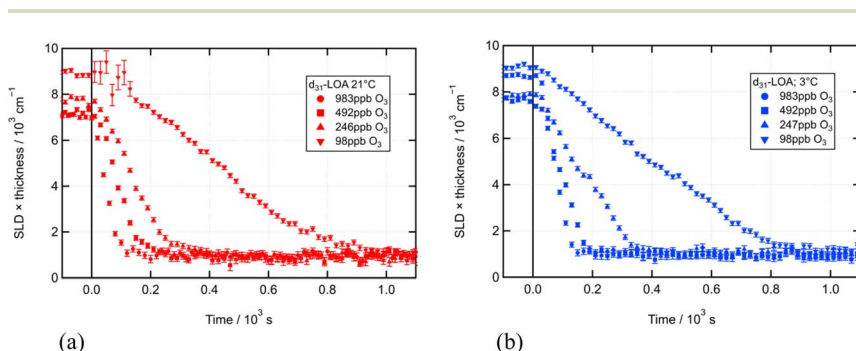 10
8
6
4
2
0
SLD × thickness / 10³ cm⁻¹
d₃₁-LOA 21°C
983ppb O₃
492ppb O₃
246ppb O₃
98ppb O₃
0.0 0.2 0.4 0.6 0.8 1.0
Time / 10³ s
(a)
10
8
6
4
2
0
SLD × thickness / 10³ cm⁻¹
d₃₁-LOA; 3°C
983ppb O₃
492ppb O₃
247ppb O₃
98ppb O₃
0.0 0.2 0.4 0.6 0.8 1.0
Time / 10³ s
(b)